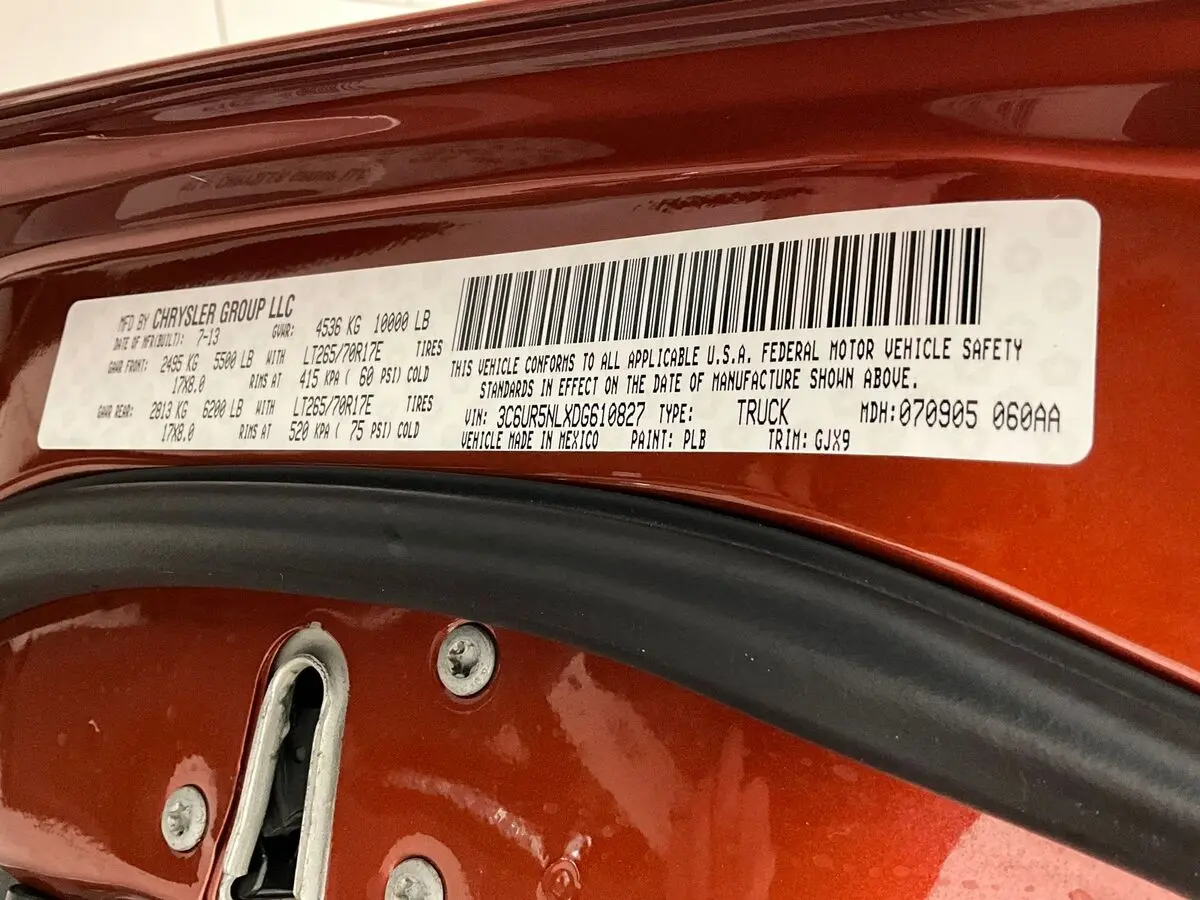 MFD BY CHRYSLER GROUP LLC
DATE OF MFR(BUILT): 7-13 GVWR: 4536 KG 10000 LB
GAWR FRONT: 2495 KG 5500 LB WITH LT265/70R17E TIRES
17X8.0 RIMS AT 415 KPA ( 60 PSI) COLD
GAWR REAR: 2813 KG 6200 LB WITH LT265/70R17E TIRES
17X8.0 RIMS AT 520 KPA ( 75 PSI) COLD
THIS VEHICLE CONFORMS TO ALL APPLICABLE U.S.A. FEDERAL MOTOR VEHICLE SAFETY
STANDARDS IN EFFECT ON THE DATE OF MANUFACTURE SHOWN ABOVE.
VIN: 3C6UR5NLXDG610827 TYPE: TRUCK MDH:070905 060AA
VEHICLE MADE IN MEXICO PAINT: PLB TRIM: GJX9